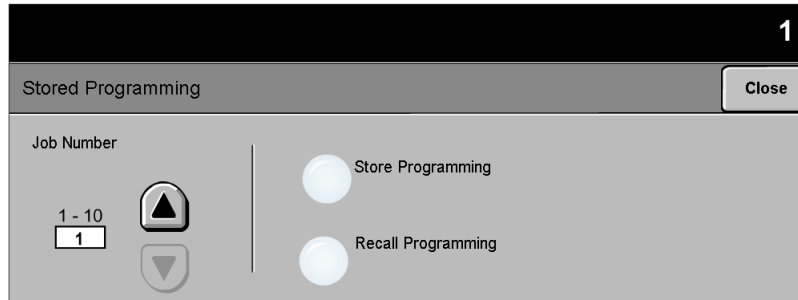 1
Stored Programming
Close
Job Number
Store Programming
1 - 10
1
Recall Programming